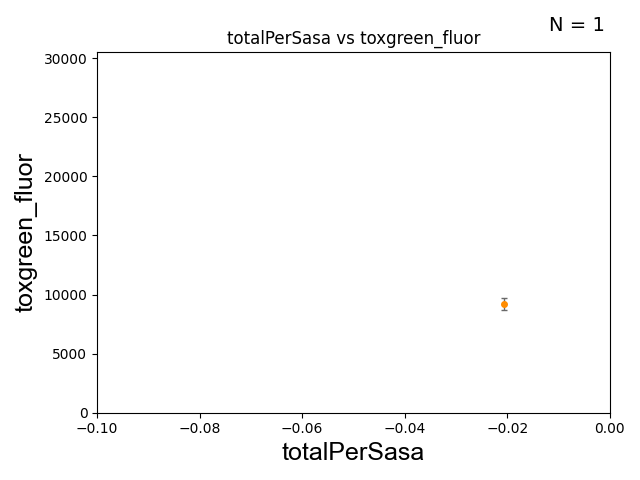 N = 1
totalPerSasa vs toxgreen_fluor
30000
25000
20000
15000
10000
5000
0
toxgreen_fluor
−0.10 −0.08 −0.06 −0.04 −0.02 0.00
totalPerSasa